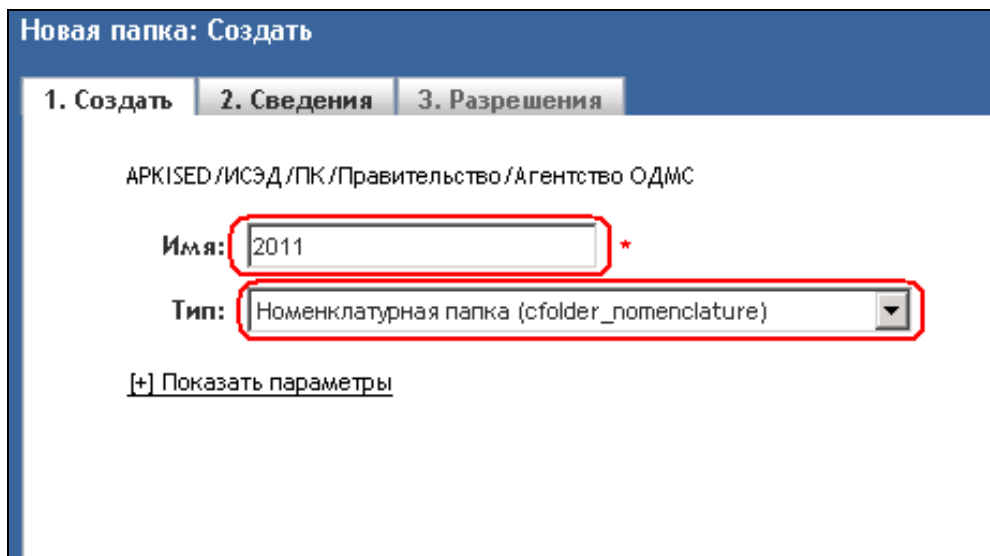 Новая папка: Создать
1. Создать 2. Сведения 3. Разрешения
APKISED/ИСЭД/ПК/Правительство/Агентство ОДМС
Имя: 2011 *
Тип: Номенклатурная папка (cfolder_nomenclature)
[+] Показать параметры